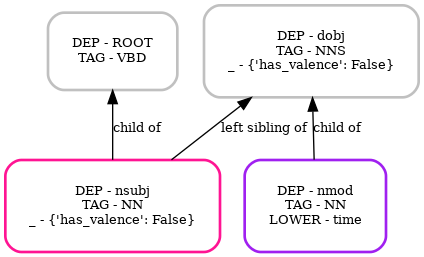 DEP - ROOT
TAG - VBD
DEP - dobj
TAG - NNS
_ - {'has_valence': False}
child of
left sibling of
child of
DEP - nsubj
TAG - NN
_ - {'has_valence': False}
DEP - nmod
TAG - NN
LOWER - time